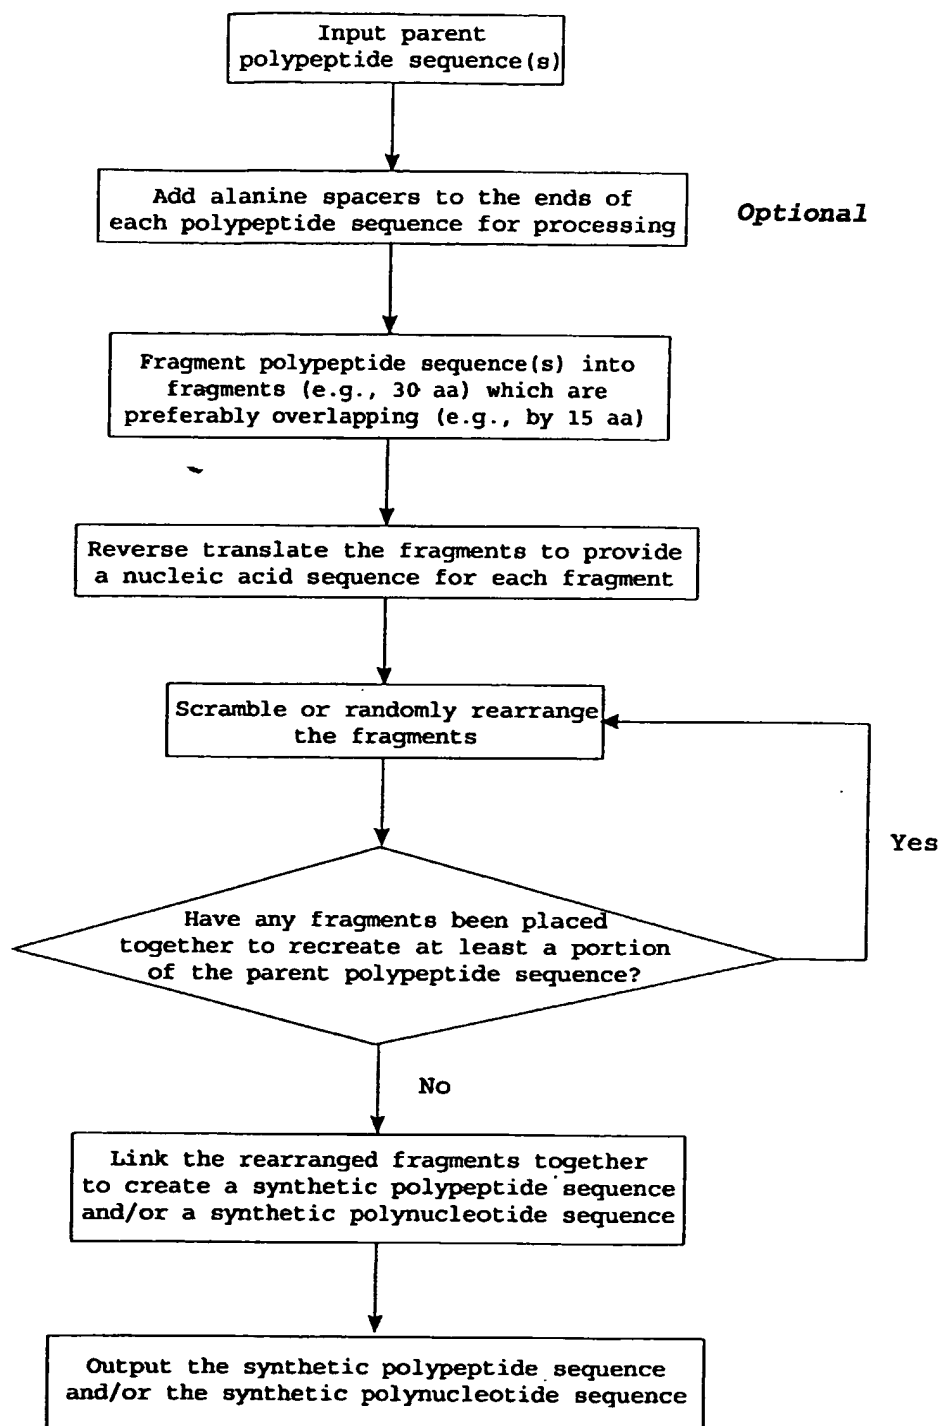 Input parent
polypeptide sequence(s)
Add alanine spacers to the ends of
each polypeptide sequence for processing
Optional
Fragment polypeptide sequence(s) into
fragments (e.g., 30 aa) which are
preferably overlapping (e.g., by 15 aa)
Reverse translate the fragments to provide
a nucleic acid sequence for each fragment
Scramble or randomly rearrange
the fragments
Yes
Have any fragments been placed
together to recreate at least a portion
of the parent polypeptide sequence?
No
Link the rearranged fragments together
to create a synthetic polypeptide sequence
and/or a synthetic polynucleotide sequence
Output the synthetic polypeptide sequence
and/or the synthetic polynucleotide sequence